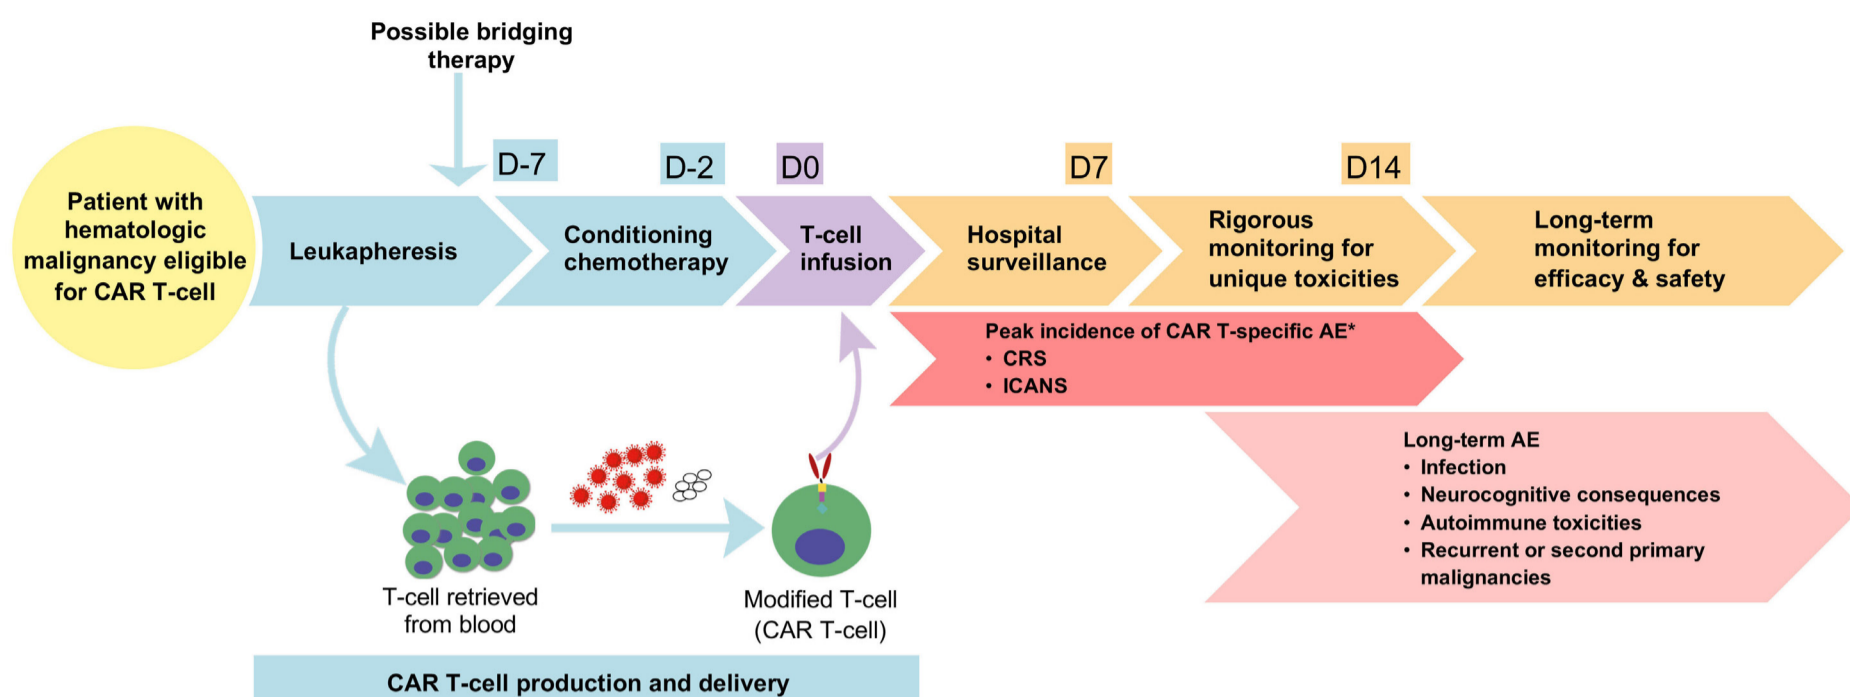 Possible bridging
therapy
D-7
D-2
D0
D7
D14
Patient with
hematologic
malignancy eligible
for CAR T-cell
Leukapheresis
Conditioning
chemotherapy
T-cell
infusion
Hospital
surveillance
Rigorous
monitoring for
unique toxicities
Long-term
monitoring for
efficacy & safety
Peak incidence of CAR T-specific AE*
• CRS
• ICANS
Long-term AE
• Infection
• Neurocognitive consequences
• Autoimmune toxicities
• Recurrent or second primary
malignancies
T-cell retrieved
from blood
Modified T-cell
(CAR T-cell)
CAR T-cell production and delivery